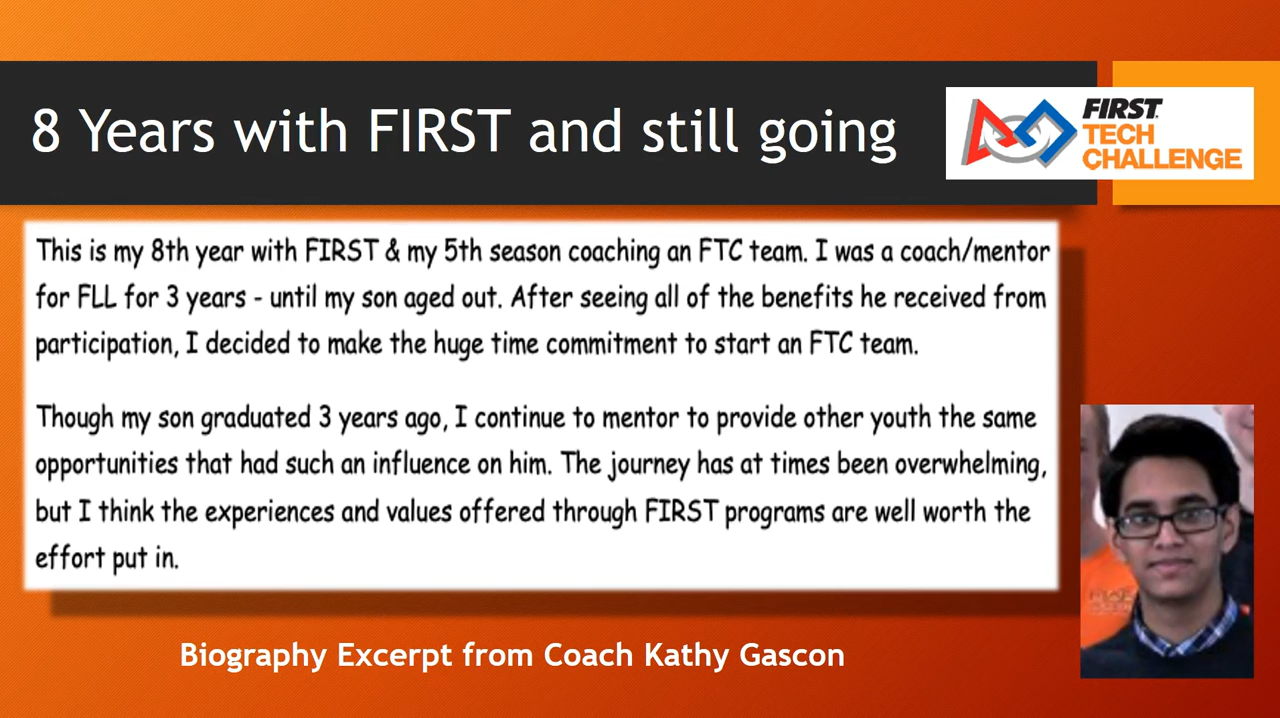 8 Years with FIRST and still going
FIRST
TECH
CHALLENGE
This is my 8th year with FIRST & my 5th season coaching an FTC team. I was a coach/mentor
for FLL for 3 years - until my son aged out. After seeing all of the benefits he received from
participation, I decided to make the huge time commitment to start an FTC team.
Though my son graduated 3 years ago, I continue to mentor to provide other youth the same
opportunities that had such an influence on him. The journey has at times been overwhelming,
but I think the experiences and values offered through FIRST programs are well worth the
effort put in.
Biography Excerpt from Coach Kathy Gascon